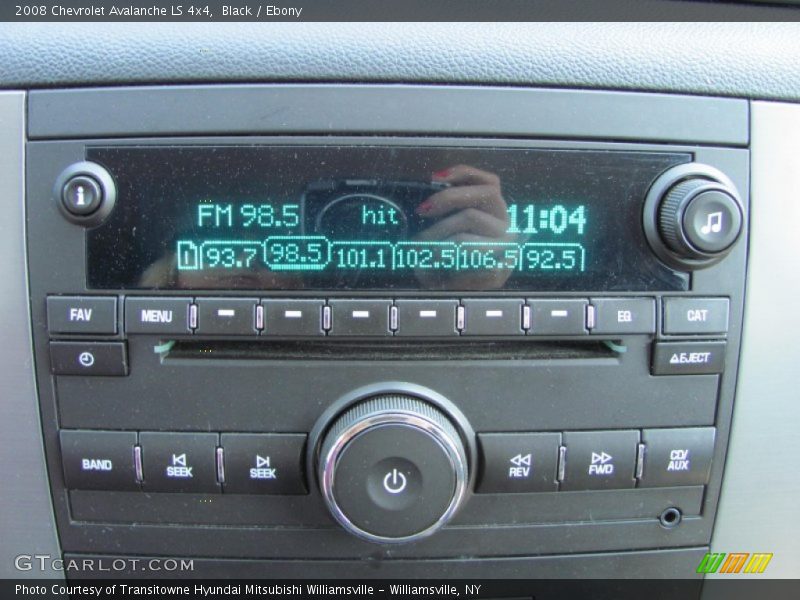 2008 Chevrolet Avalanche LS 4x4, Black / Ebony
i
FM 98.5 hit 11:04
1 93.7 98.5 101.1 102.5 106.5 92.5
FAV MENU EQ CAT
EJECT
BAND SEEK SEEK REV FWD CD/
AUX
GTCARLOT.COM
Photo Courtesy of Transitowne Hyundai Mitsubishi Williamsville - Williamsville, NY